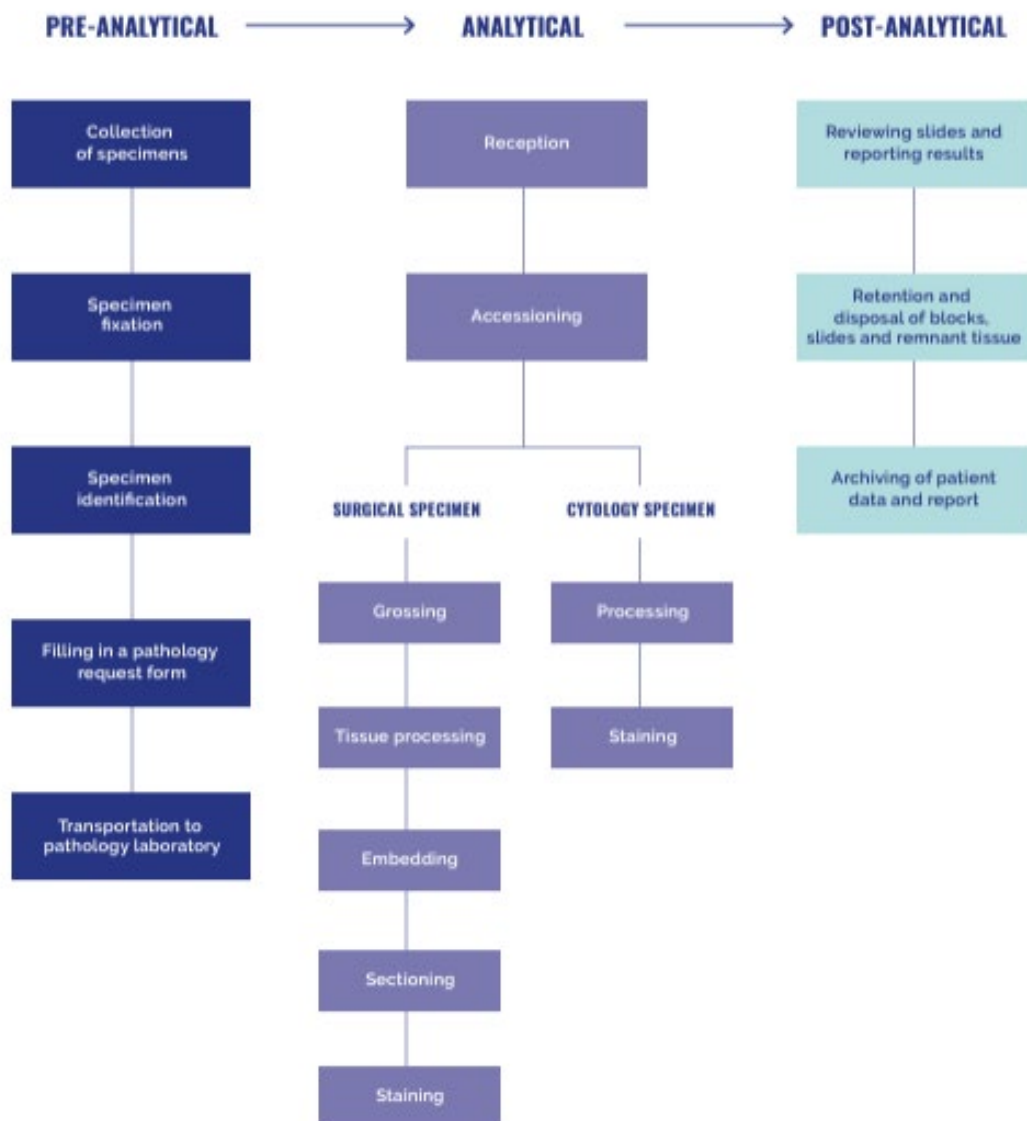 PRE-ANALYTICAL
ANALYTICAL
POST-ANALYTICAL
Collection
of specimens
Specimen
fixation
Specimen
identification
Filling in a pathology
request form
Transportation to
pathology laboratory
Reception
Accessioning
SURGICAL SPECIMEN
Grossing
Tissue processing
Embedding
Sectioning
Staining
CYTOLOGY SPECIMEN
Processing
Staining
Reviewing slides and
reporting results
Retention and
disposal of blocks,
slides and remnant tissue
Archiving of patient
data and report